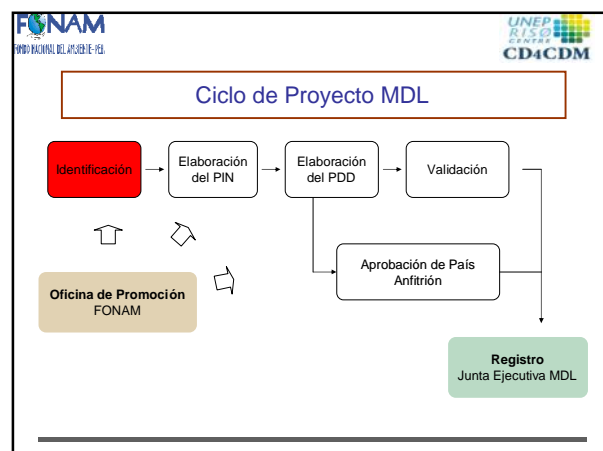 FONAM
FONDO NACIONAL DEL AMBIENTE-PERU
UNEP
RISØ
CENTRE
CD4CDM
Ciclo de Proyecto MDL
Identificación
Elaboración
del PIN
Elaboración
del PDD
Validación
Aprobación de País
Anfitrión
Oficina de Promoción
FONAM
Registro
Junta Ejecutiva MDL